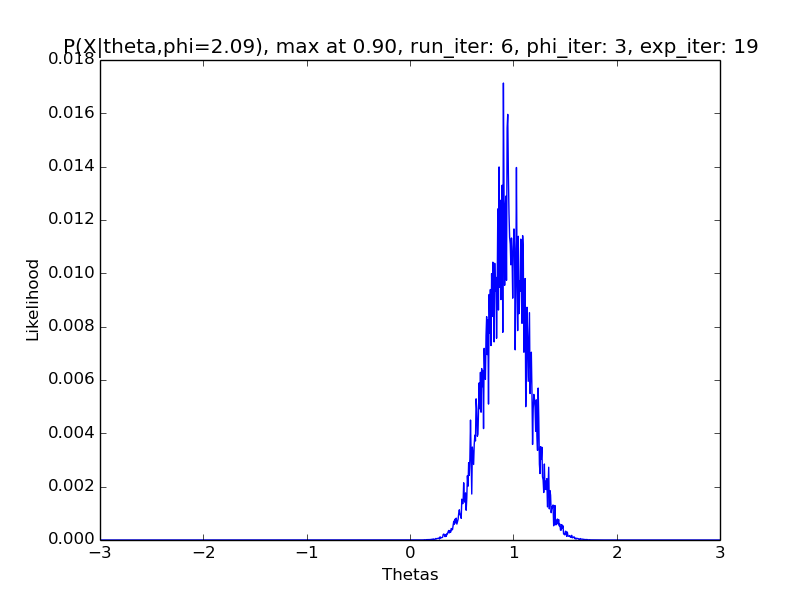 P(X|theta,phi=2.09), max at 0.90, run_iter: 6, phi_iter: 3, exp_iter: 19
0.018
0.016
0.014
0.012
0.010
0.008
0.006
0.004
0.002
0.000
Likelihood
−3 −2 −1 0 1 2 3
Thetas